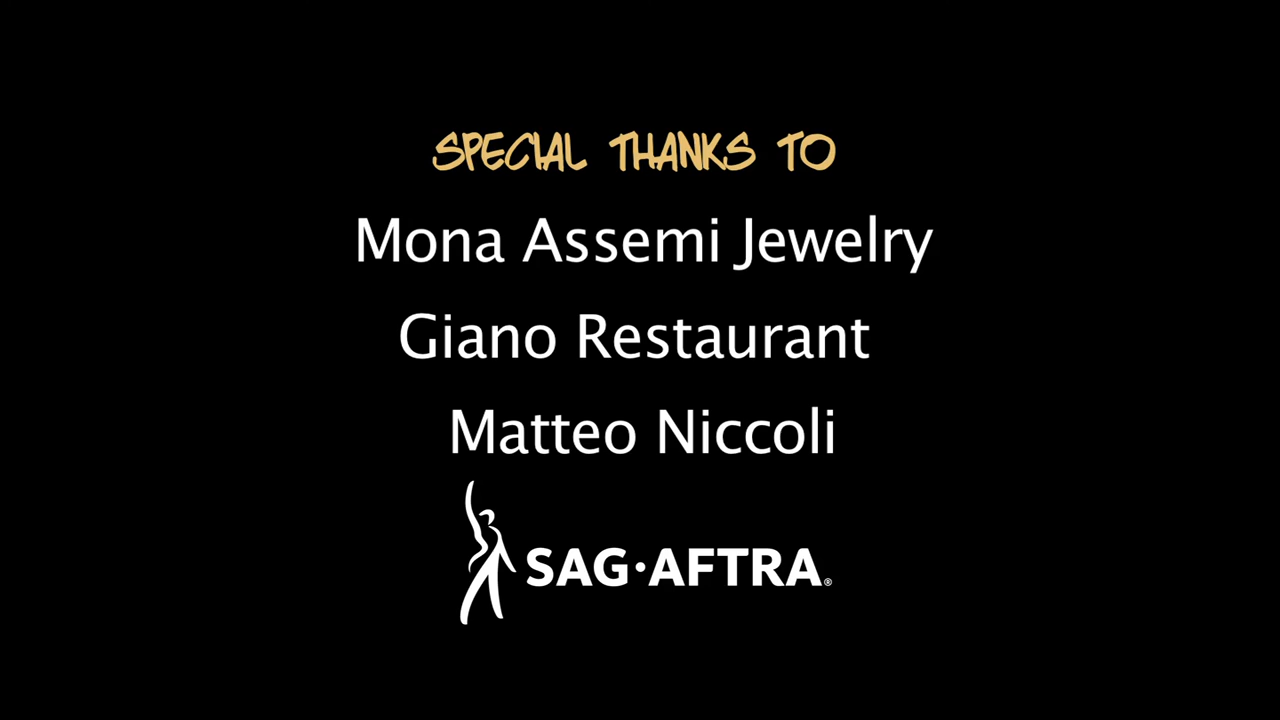 SPECIAL THANKS TO
Mona Assemi Jewelry
Giano Restaurant
Matteo Niccoli
SAG·AFTRA®